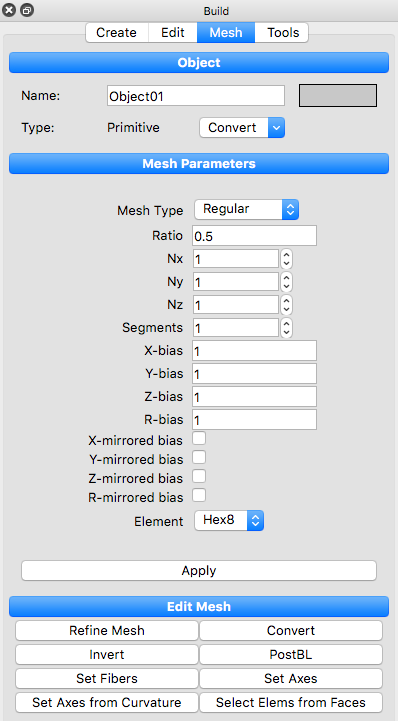 Build
Create Edit Mesh Tools
Object
Name: Object01
Type: Primitive Convert
Mesh Parameters
Mesh Type Regular
Ratio 0.5
Nx 1
Ny 1
Nz 1
Segments 1
X-bias 1
Y-bias 1
Z-bias 1
R-bias 1
X-mirrored bias
Y-mirrored bias
Z-mirrored bias
R-mirrored bias
Element Hex8
Apply
Edit Mesh
Refine Mesh Convert
Invert PostBL
Set Fibers Set Axes
Set Axes from Curvature Select Elems from Faces